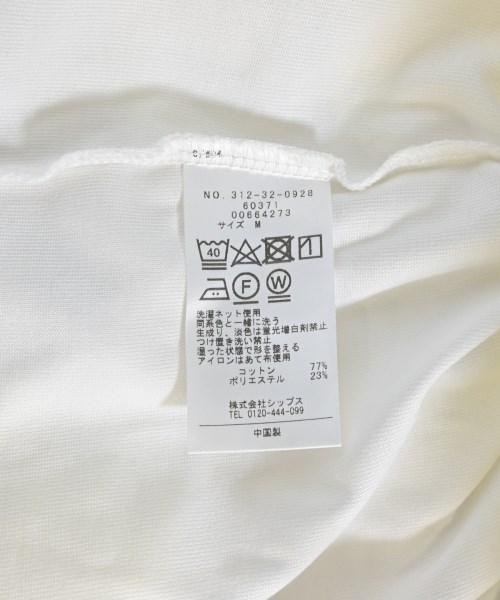 NO. 312-32-0928
60371
00664273
サイズ M
40
F W
洗濯ネット使用
同系色と一緒に洗う
生成り、淡色は蛍光増白剤禁止
つけ置き洗い禁止
湿った状態で形を整える
アイロンはあて布使用
コットン 77%
ポリエステル 23%
株式会社シップス
TEL 0120-444-099
中国製